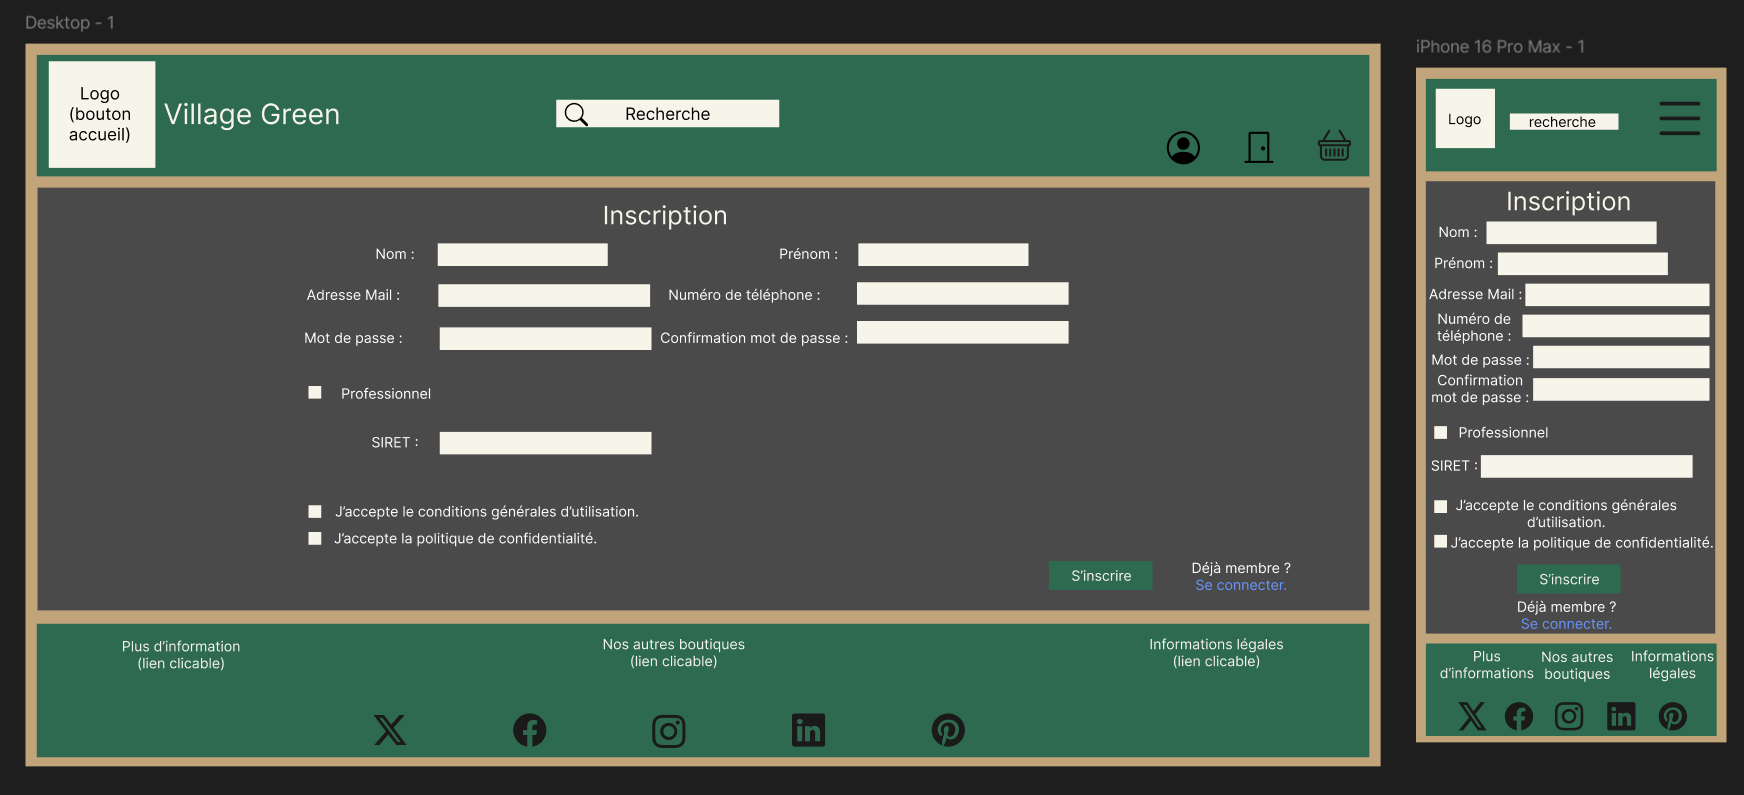 Desktop - 1
Logo
(bouton
accueil)
Village Green
Recherche
Inscription
Nom :
Prénom :
Adresse Mail :
Numéro de téléphone :
Mot de passe :
Confirmation mot de passe :
Professionnel
SIRET :
J'accepte le conditions générales d'utilisation.
J'accepte la politique de confidentialité.
S'inscrire
Déjà membre ?
Se connecter.
Plus d'information
(lien clicable)
Nos autres boutiques
(lien clicable)
Informations légales
(lien clicable)
iPhone 16 Pro Max - 1
Logo
recherche
Inscription
Nom :
Prénom :
Adresse Mail :
Numéro de
téléphone :
Mot de passe :
Confirmation
mot de passe :
Professionnel
SIRET :
J'accepte le conditions générales
d'utilisation.
J'accepte la politique de confidentialité.
S'inscrire
Déjà membre ?
Se connecter.
Plus
d'informations
Nos autres
boutiques
Informations
légales